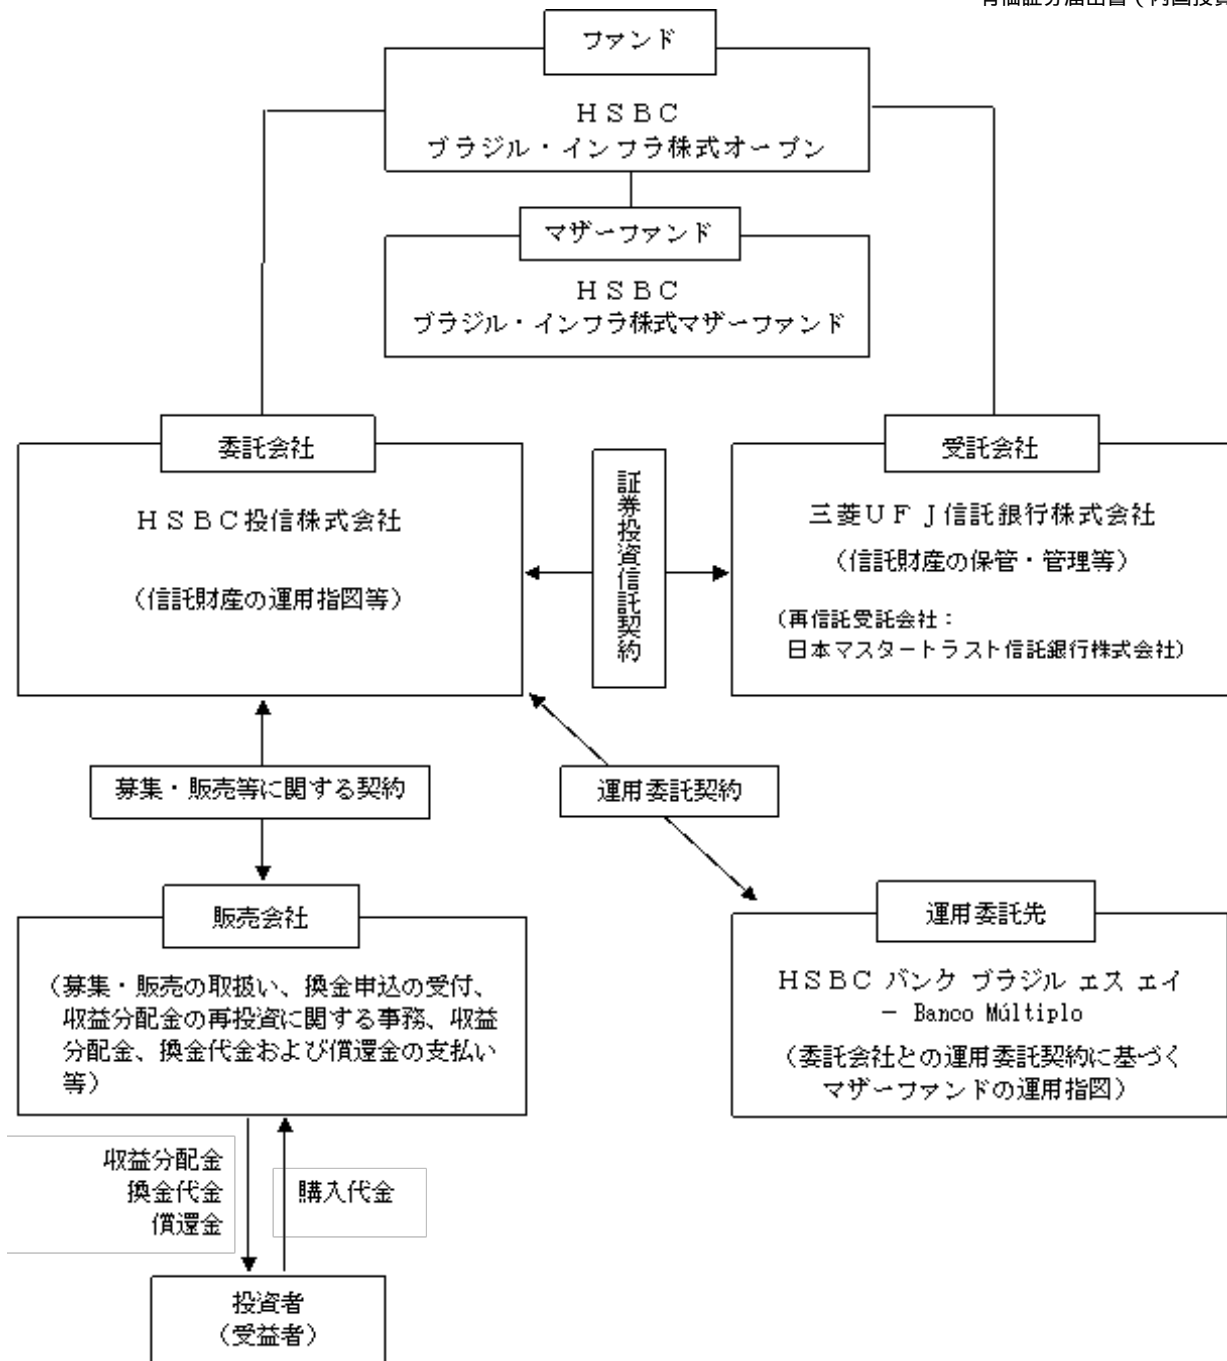 有価証券届出書（内国投資
ファンド
ＨＳＢＣ
ブラジル・インフラ株式オープン
マザーファンド
ＨＳＢＣ
ブラジル・インフラ株式マザーファンド
委託会社
ＨＳＢＣ投信株式会社
（信託財産の運用指図等）
証券投資信託契約
受託会社
三菱ＵＦＪ信託銀行株式会社
（信託財産の保管・管理等）
（再信託受託会社：
日本マスタートラスト信託銀行株式会社）
募集・販売等に関する契約
運用委託契約
販売会社
（募集・販売の取扱い、換金申込の受付、
収益分配金の再投資に関する事務、収益
分配金、換金代金および償還金の支払い
等）
運用委託先
ＨＳＢＣ バンク ブラジル エス エイ
－ Banco Múltiplo
（委託会社との運用委託契約に基づく
マザーファンドの運用指図）
収益分配金
換金代金
償還金
購入代金
投資者
（受益者）